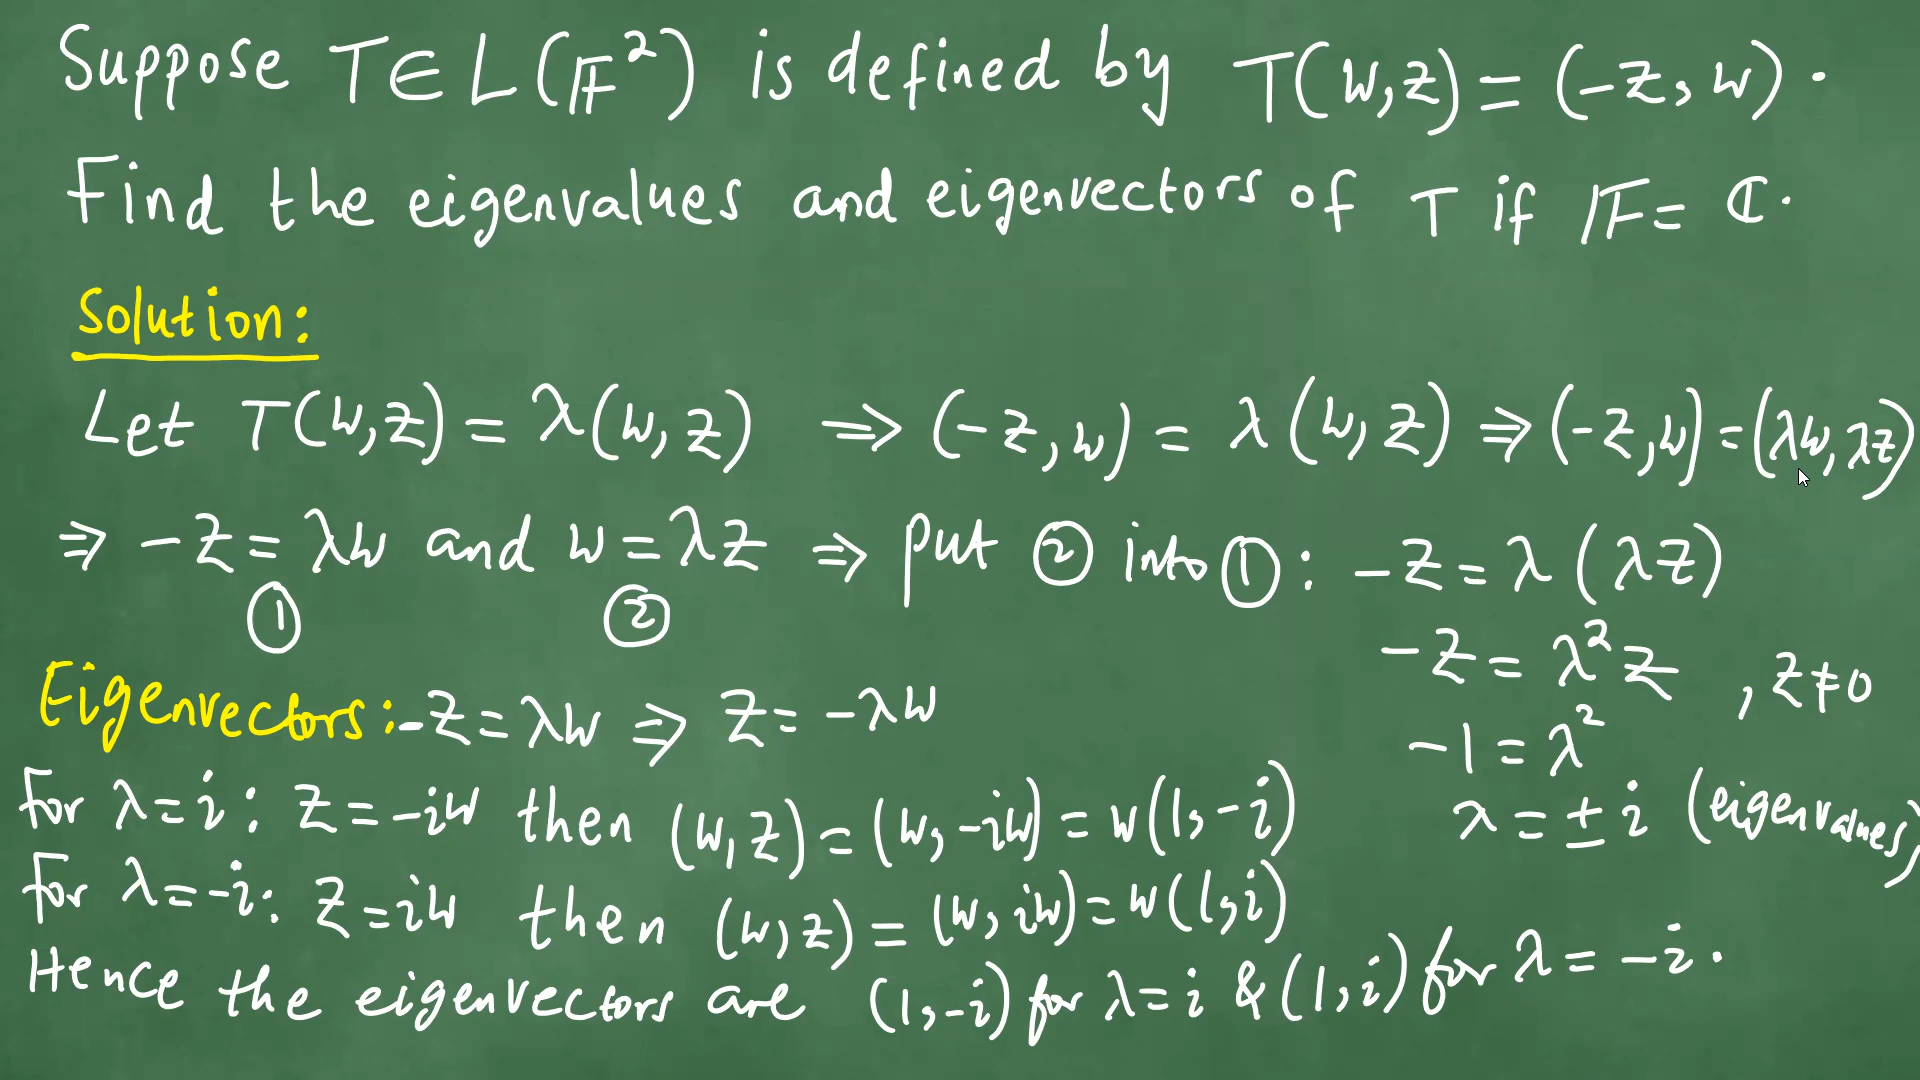 Suppose T∈L(𝔽²) is defined by T(w,z)=(-z,w).
Find the eigenvalues and eigenvectors of T if 𝔽=ℂ.
Solution:
Let T(w,z)=λ(w,z) ⇒ (-z,w)=λ(w,z) ⇒ (-z,w)=(λw,λz)
⇒ -z=λw and w=λz ⇒ put ② into ①: -z=λ(λz)
① ②
-z=λ²z , z≠0
Eigenvectors: -z=λw ⇒ z=-λw
-1=λ²
For λ=i: z=-iw then (w,z)=(w,-iw)=w(1,-i)
λ=±i (eigenvalues)
For λ=-i: z=iw then (w,z)=(w,iw)=w(1,i)
Hence the eigenvectors are (1,-i) for λ=i & (1,i) for λ=-i.